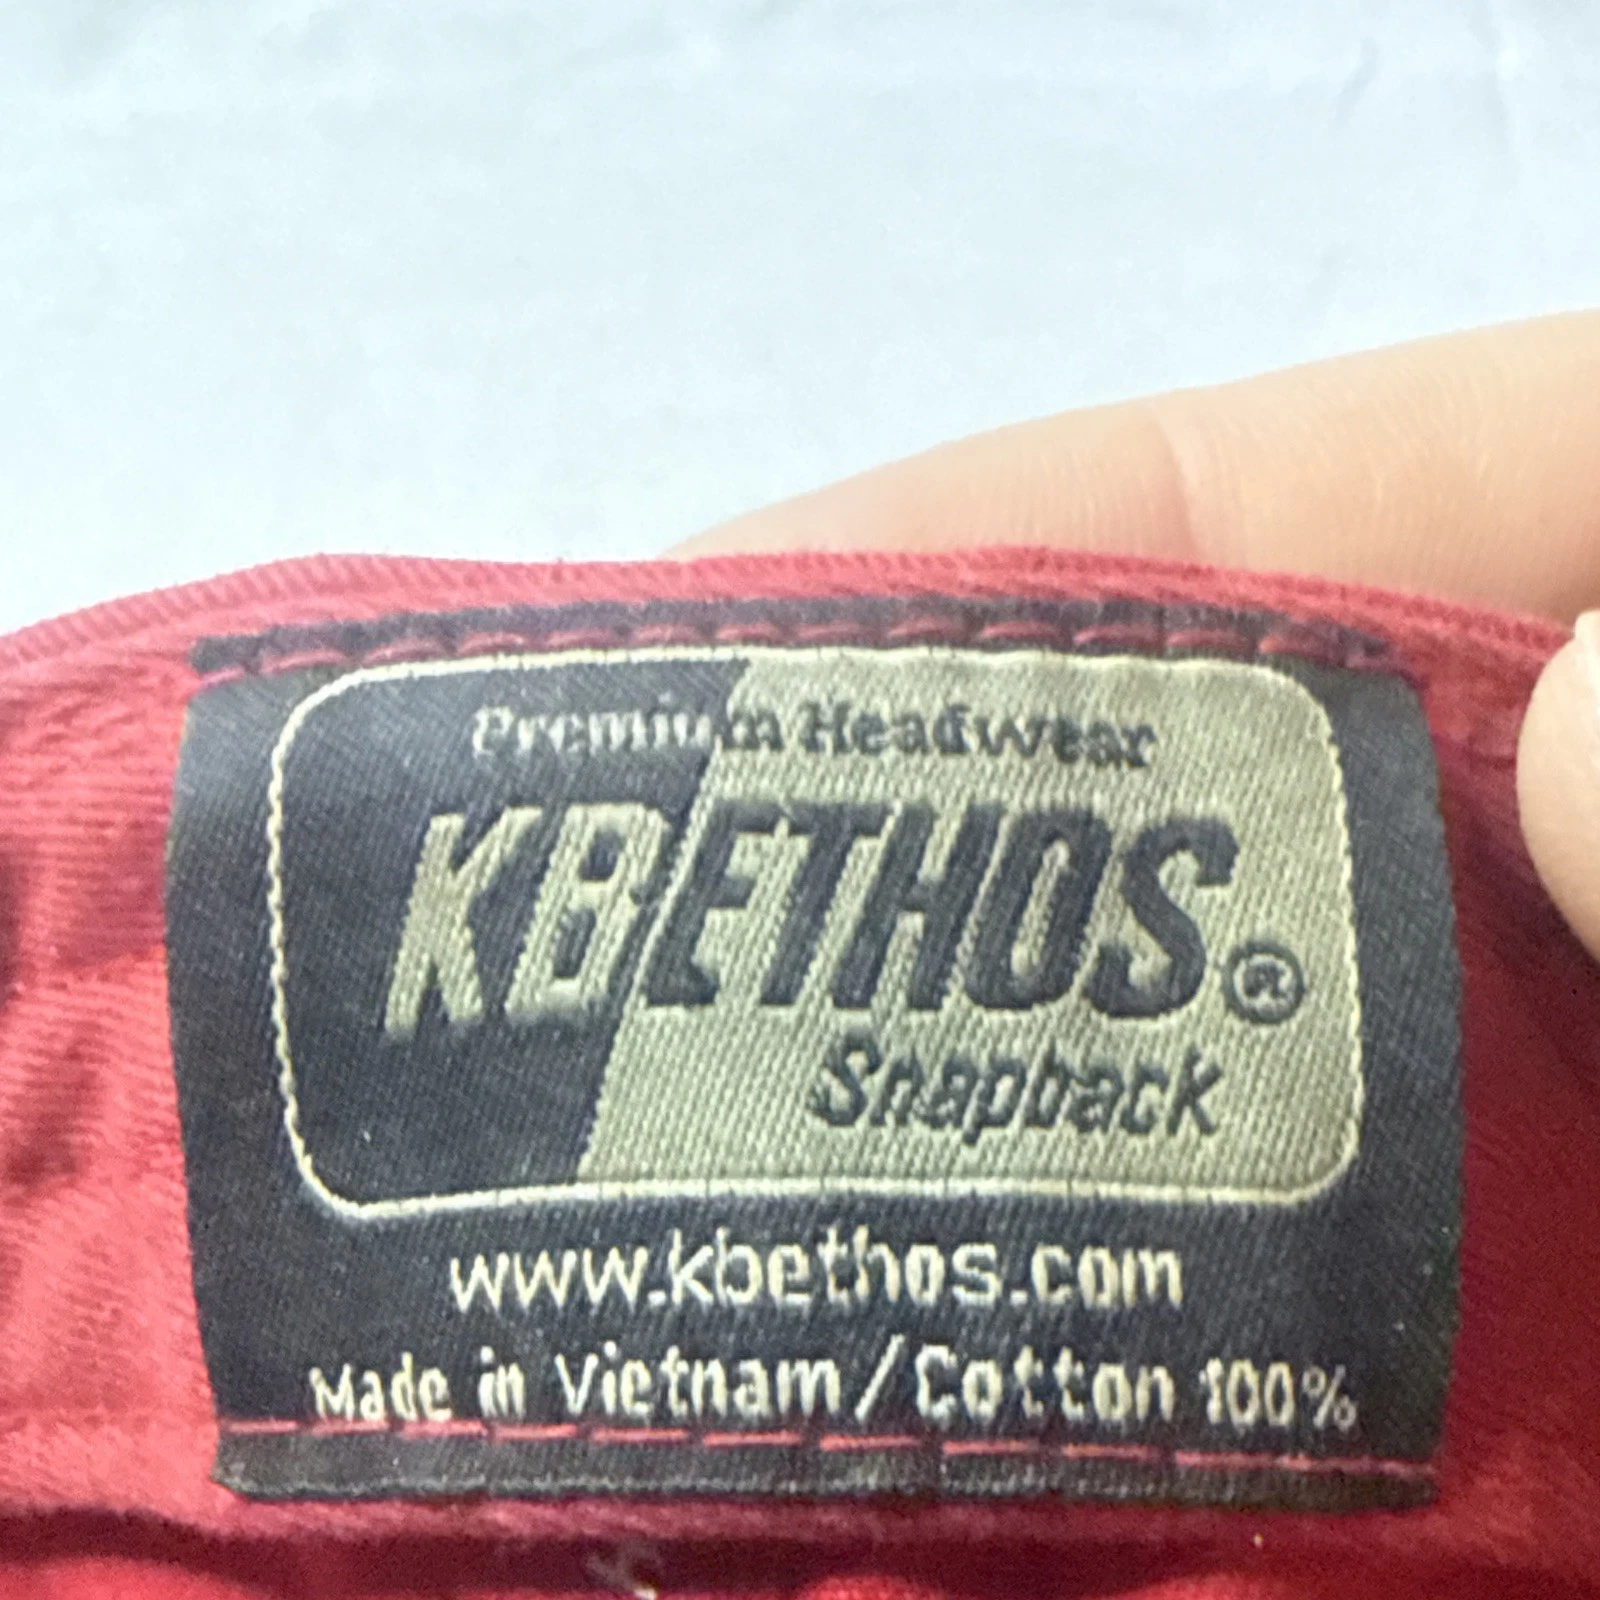 Premium Headwear
KBETHOS®
Snapback
www.kbethos.com
Made in Vietnam/Cotton 100%